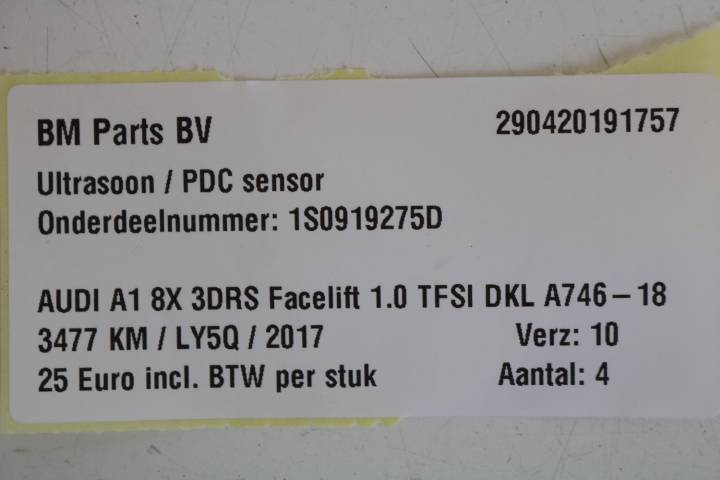 BM Parts BV 290420191757
Ultrasoon / PDC sensor
Onderdeelnummer: 1S0919275D
AUDI A1 8X 3DRS Facelift 1.0 TFSI DKL A746-18
3477 KM / LY5Q / 2017 Verz: 10
25 Euro incl. BTW per stuk Aantal: 4